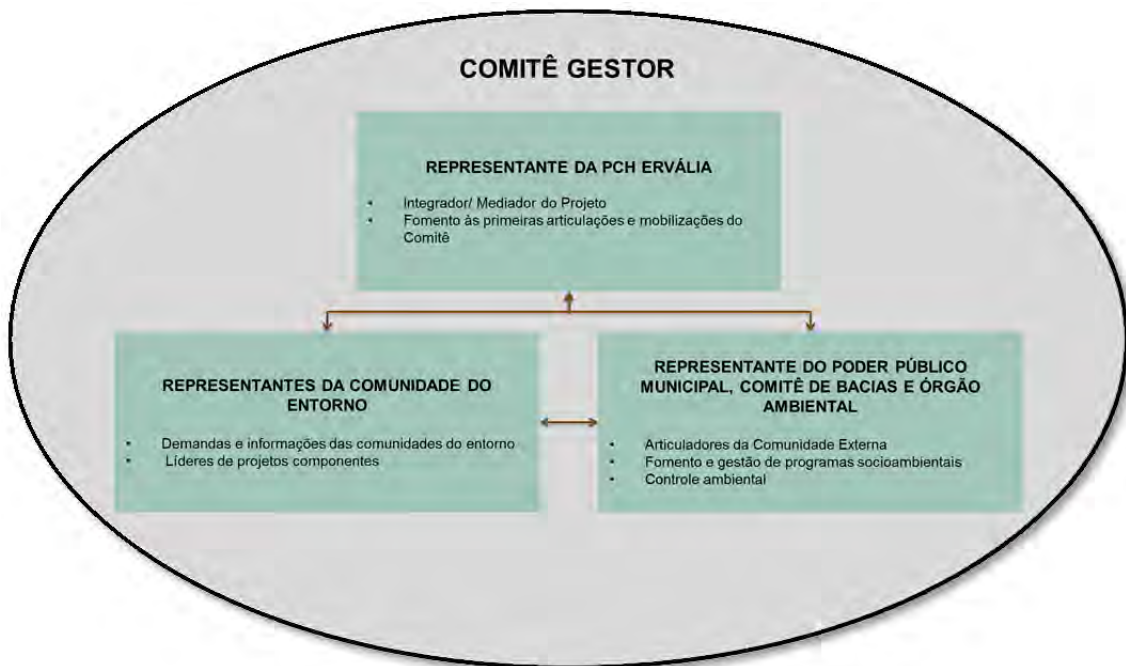 COMITÊ GESTOR
REPRESENTANTE DA PCH ERVÁLIA
• Integrador/ Mediador do Projeto
• Fomento às primeiras articulações e mobilizações do
Comitê
REPRESENTANTES DA COMUNIDADE DO
ENTORNO
• Demandas e informações das comunidades do entorno
• Líderes de projetos componentes
REPRESENTANTE DO PODER PÚBLICO
MUNICIPAL, COMITÊ DE BACIAS E ÓRGÃO
AMBIENTAL
• Articuladores da Comunidade Externa
• Fomento e gestão de programas socioambientais
• Controle ambiental